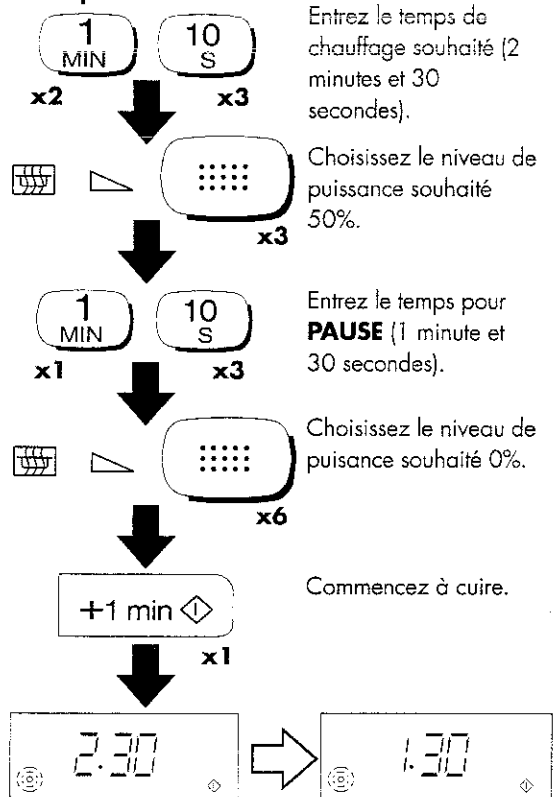 1
MIN
x2
10
S
x3
Entrez le temps de
chauffage souhaité (2
minutes et 30
secondes).
x3
Choisissez le niveau de
puissance souhaité
50%.
1
MIN
x1
10
S
x3
Entrez le temps pour
PAUSE (1 minute et
30 secondes).
x6
Choisissez le niveau de
puisance souhaité 0%.
+1 min
x1
Commencez à cuire.
2.30
1.30